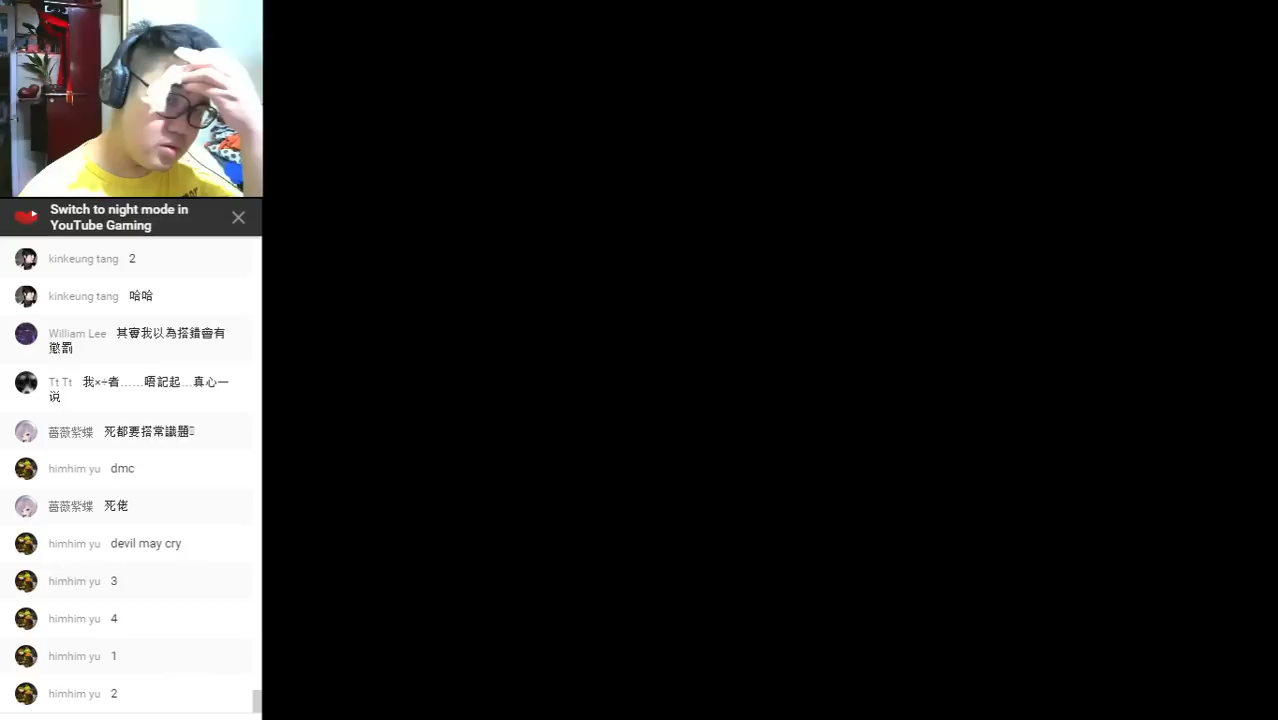 Switch to night mode in
YouTube Gaming
kinkeung tang 2
kinkeung tang 哈哈
William Lee 其實我以為搭錯會有
懲罰
Tt Tt 我×÷者……唔記起…真心一
说
薔薇紫蝶 死都要搭常識題
himhim yu dmc
薔薇紫蝶 死佬
himhim yu devil may cry
himhim yu 3
himhim yu 4
himhim yu 1
himhim yu 2